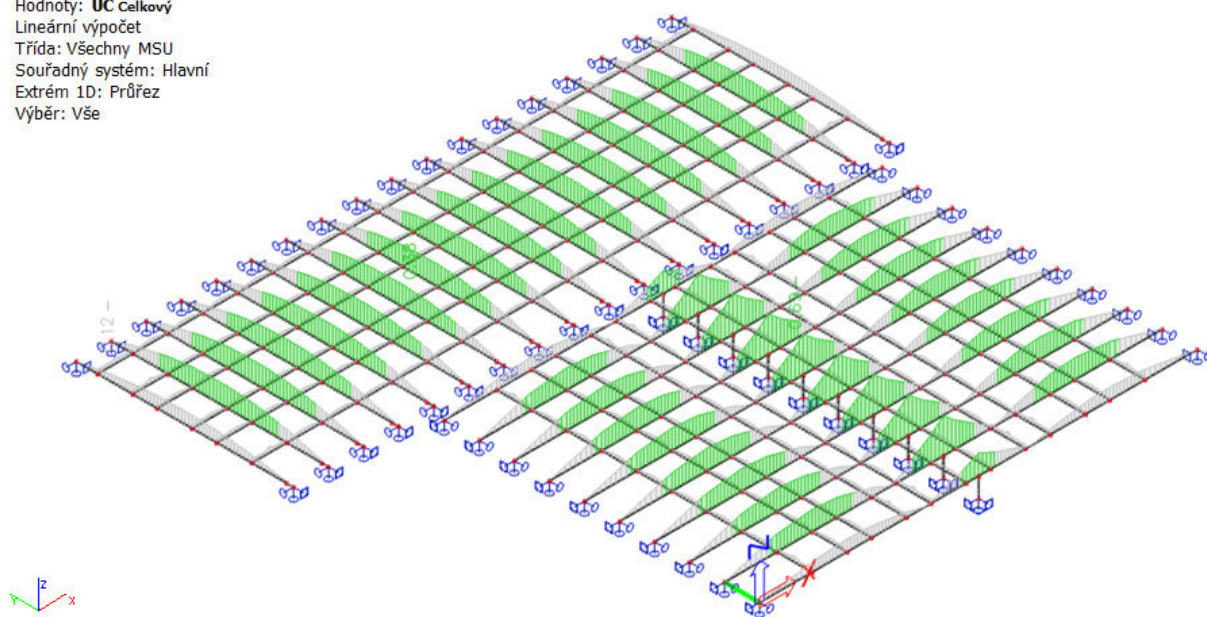 Hodnoty: UC Celkový
Lineární výpočet
Třída: Všechny MSU
Souřadný systém: Hlavní
Extrém 1D: Průřez
Výběr: Vše
X
Z
z
x